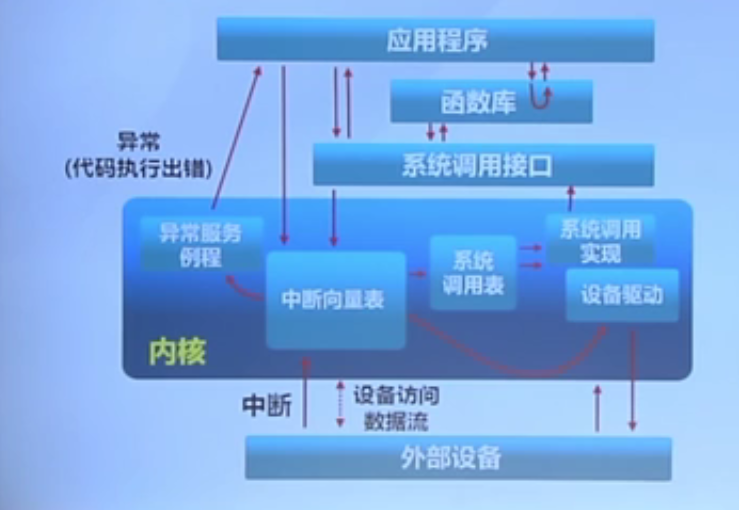 应用程序
函数库
异常
(代码执行出错)
系统调用接口
异常服务
例程
系统
调用表
系统调用
实现
中断向量表
设备驱动
内核
中断
设备访问
数据流
外部设备